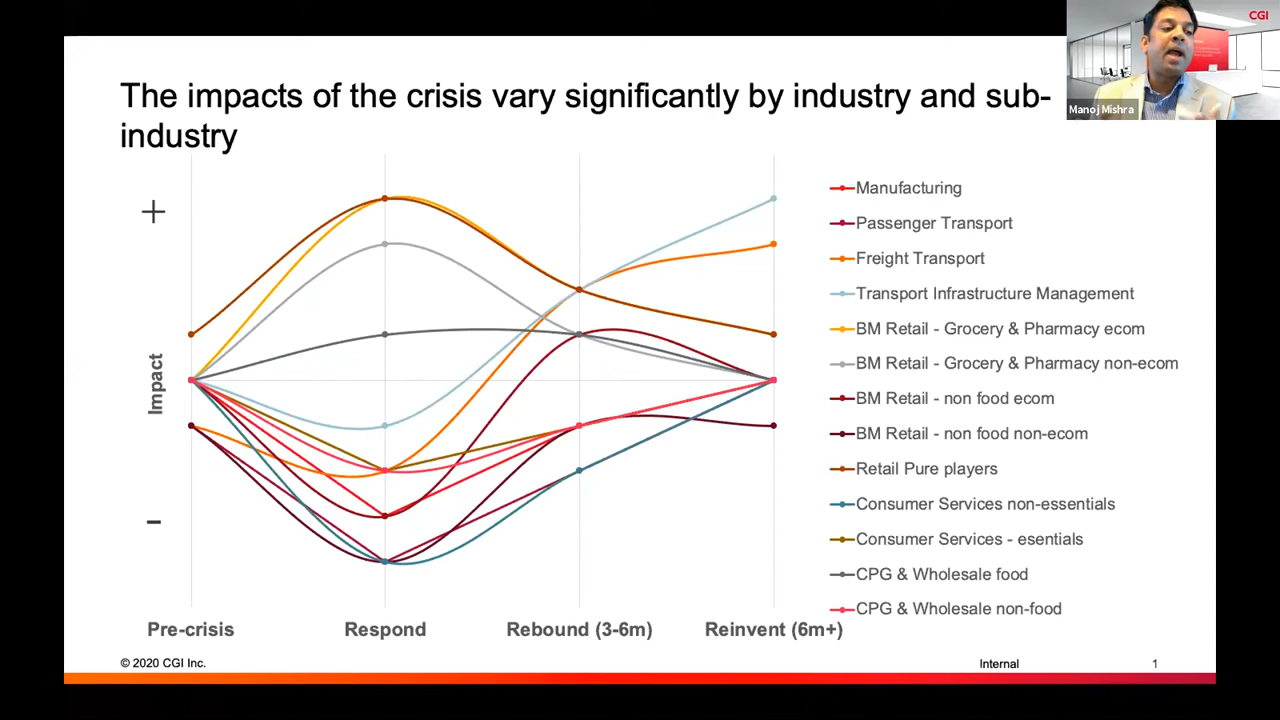 CGI
Manoj Mishra
The impacts of the crisis vary significantly by industry and sub-
industry
+
Impact
-
Manufacturing
Passenger Transport
Freight Transport
Transport Infrastructure Management
BM Retail - Grocery & Pharmacy ecom
BM Retail - Grocery & Pharmacy non-ecom
BM Retail - non food ecom
BM Retail - non food non-ecom
Retail Pure players
Consumer Services non-essentials
Consumer Services - esentials
CPG & Wholesale food
CPG & Wholesale non-food
Pre-crisis
Respond
Rebound (3-6m)
Reinvent (6m+)
© 2020 CGI Inc.
Internal
1